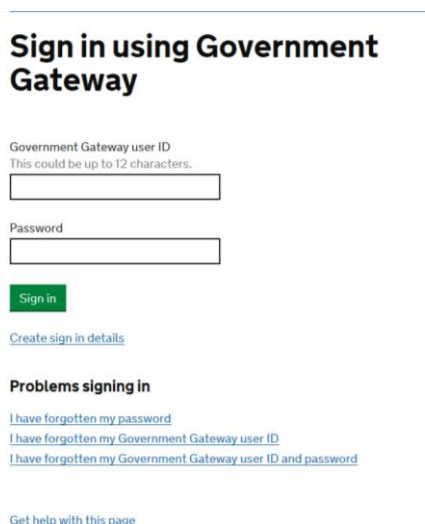 Sign in using Government
Gateway
Government Gateway user ID
This could be up to 12 characters.
Password
Sign in
Create sign in details
Problems signing in
I have forgotten my password
I have forgotten my Government Gateway user ID
I have forgotten my Government Gateway user ID and password
Get help with this page